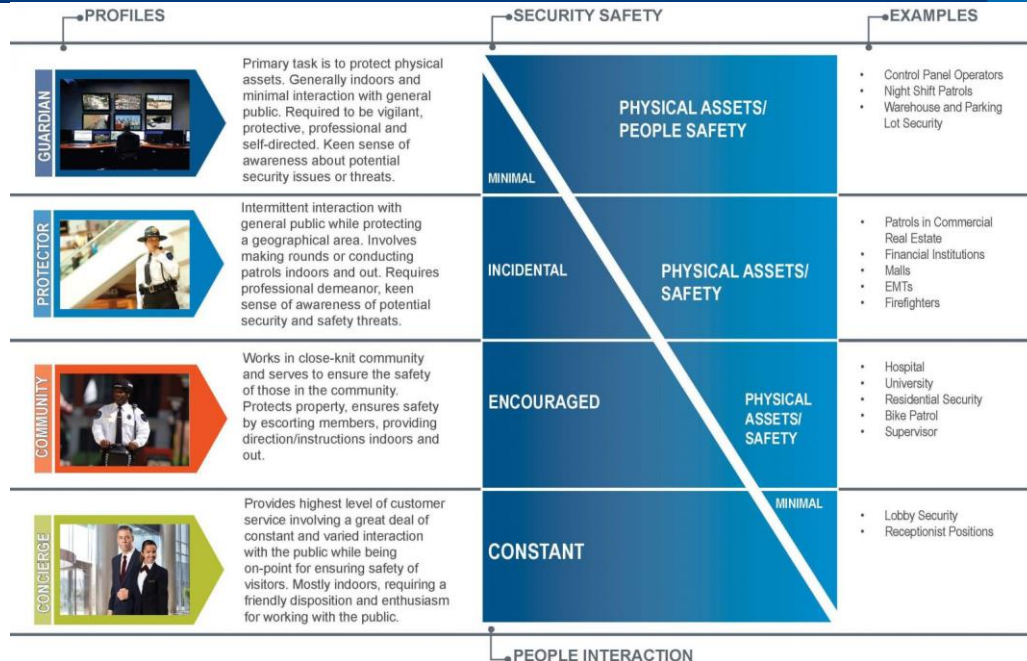 PROFILES
SECURITY SAFETY
EXAMPLES
GUARDIAN
Primary task is to protect physical
assets. Generally indoors and
minimal interaction with general
public. Required to be vigilant,
protective, professional and
self-directed. Keen sense of
awareness about potential
security issues or threats.
MINIMAL
PHYSICAL ASSETS/
PEOPLE SAFETY
• Control Panel Operators
• Night Shift Patrols
• Warehouse and Parking
Lot Security
PROTECTOR
Intermittent interaction with
general public while protecting
a geographical area. Involves
making rounds or conducting
patrols indoors and out. Requires
professional demeanor, keen
sense of awareness of potential
security and safety threats.
INCIDENTAL
PHYSICAL ASSETS/
SAFETY
• Patrols in Commercial
Real Estate
• Financial Institutions
• Malls
• EMTs
• Firefighters
COMMUNITY
Works in close-knit community
and serves to ensure the safety
of those in the community.
Protects property, ensures safety
by escorting members, providing
direction/instructions indoors and
out.
ENCOURAGED
PHYSICAL
ASSETS/
SAFETY
• Hospital
• University
• Residential Security
• Bike Patrol
• Supervisor
CONCIERGE
Provides highest level of customer
service involving a great deal of
constant and varied interaction
with the public while being
on-point for ensuring safety of
visitors. Mostly indoors, requiring a
friendly disposition and enthusiasm
for working with the public.
CONSTANT
MINIMAL
• Lobby Security
• Receptionist Positions
PEOPLE INTERACTION